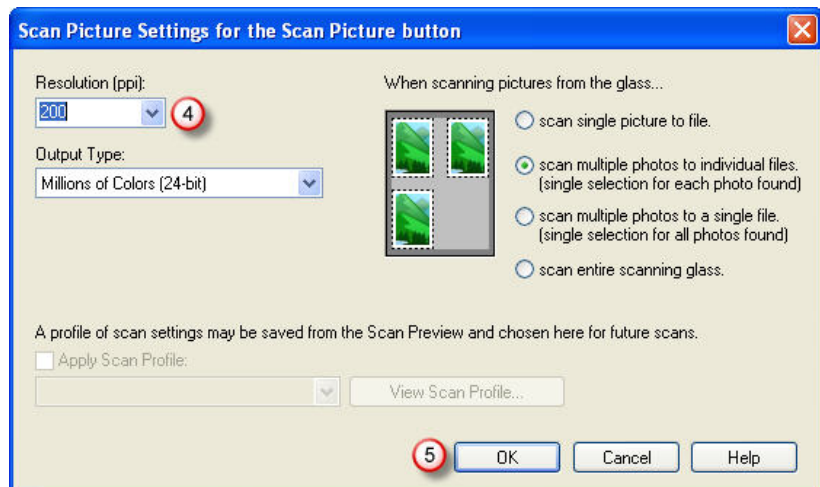 Scan Picture Settings for the Scan Picture button
Resolution (ppi):
200
4
Output Type:
Millions of Colors (24-bit)
When scanning pictures from the glass...
scan single picture to file.
scan multiple photos to individual files.
(single selection for each photo found)
scan multiple photos to a single file.
(single selection for all photos found)
scan entire scanning glass.
A profile of scan settings may be saved from the Scan Preview and chosen here for future scans.
Apply Scan Profile:
View Scan Profile...
5
OK
Cancel
Help